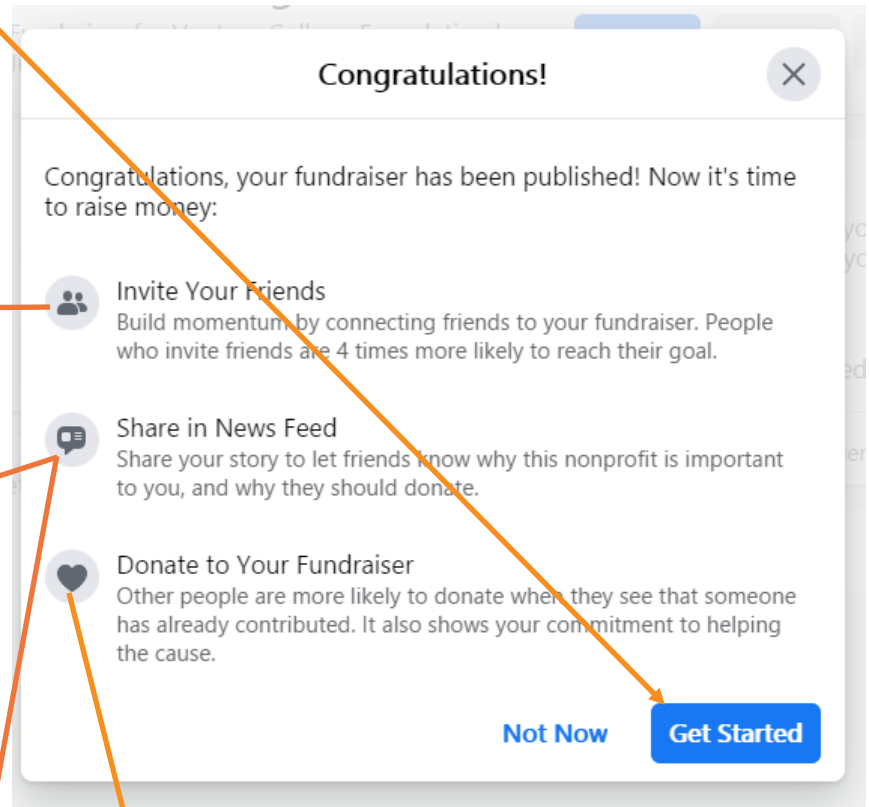 Congratulations!
Congratulations, your fundraiser has been published! Now it's time
to raise money:
Invite Your Friends
Build momentum by connecting friends to your fundraiser. People
who invite friends are 4 times more likely to reach their goal.
Share in News Feed
Share your story to let friends know why this nonprofit is important
to you, and why they should donate.
Donate to Your Fundraiser
Other people are more likely to donate when they see that someone
has already contributed. It also shows your commitment to helping
the cause.
Not Now
Get Started